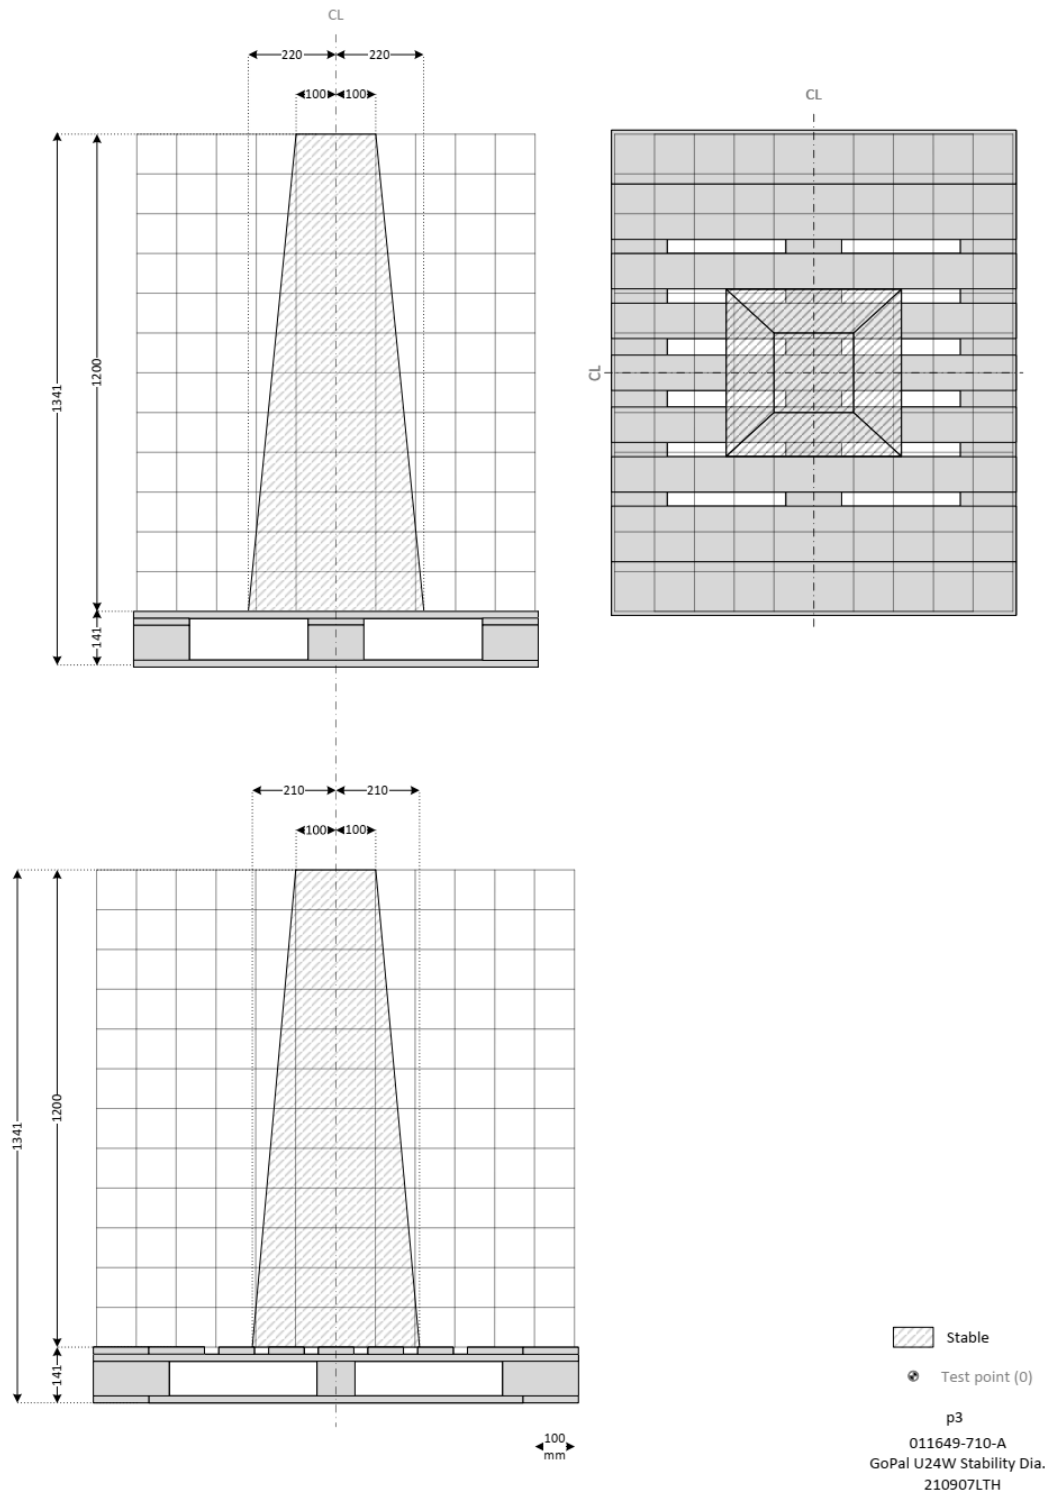 CL
220 220
100 100
CL
1341
1200
141
CL
210 210
100 100
1341
1200
141
100
mm
Stable
Test point (0)
p3
011649-710-A
GoPal U24W Stability Dia.
210907LTH